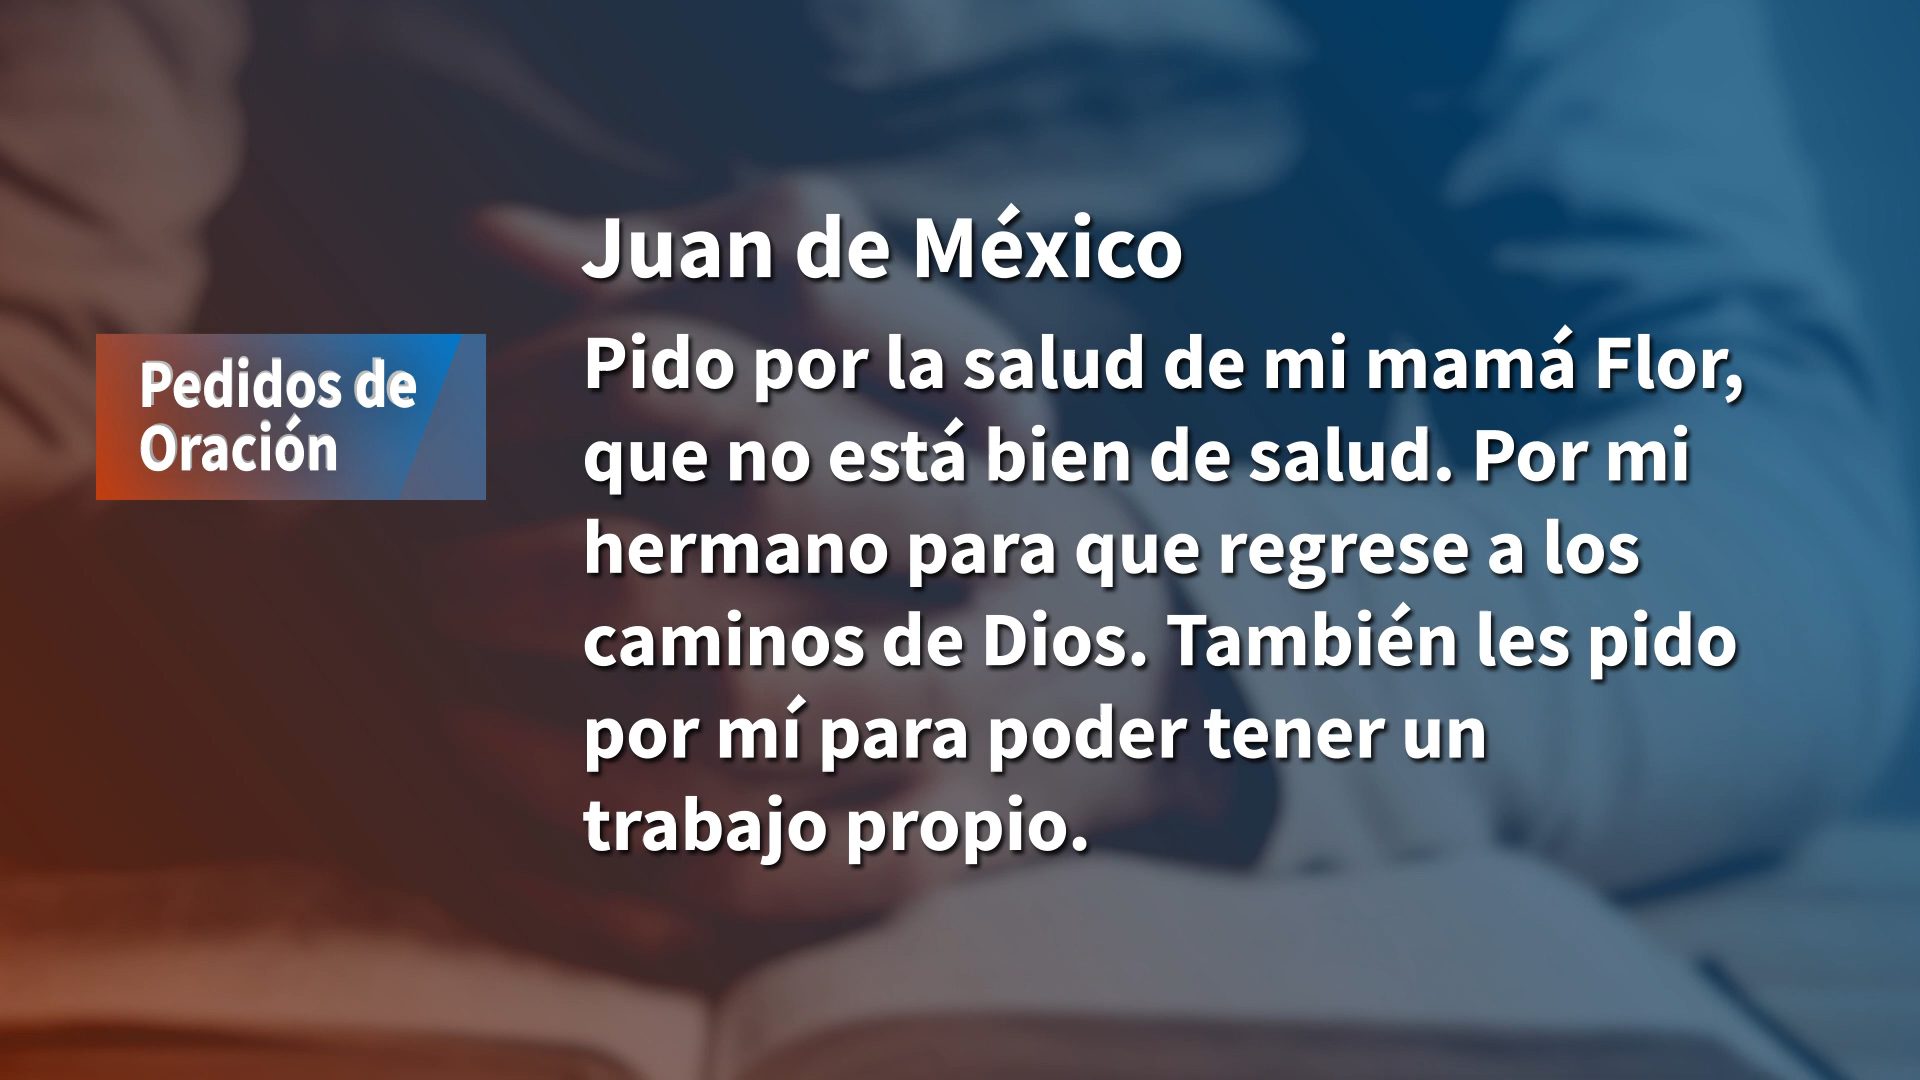 Juan de México
Pedidos de
Oración
Pido por la salud de mi mamá Flor,
que no está bien de salud. Por mi
hermano para que regrese a los
caminos de Dios. También les pido
por mí para poder tener un
trabajo propio.